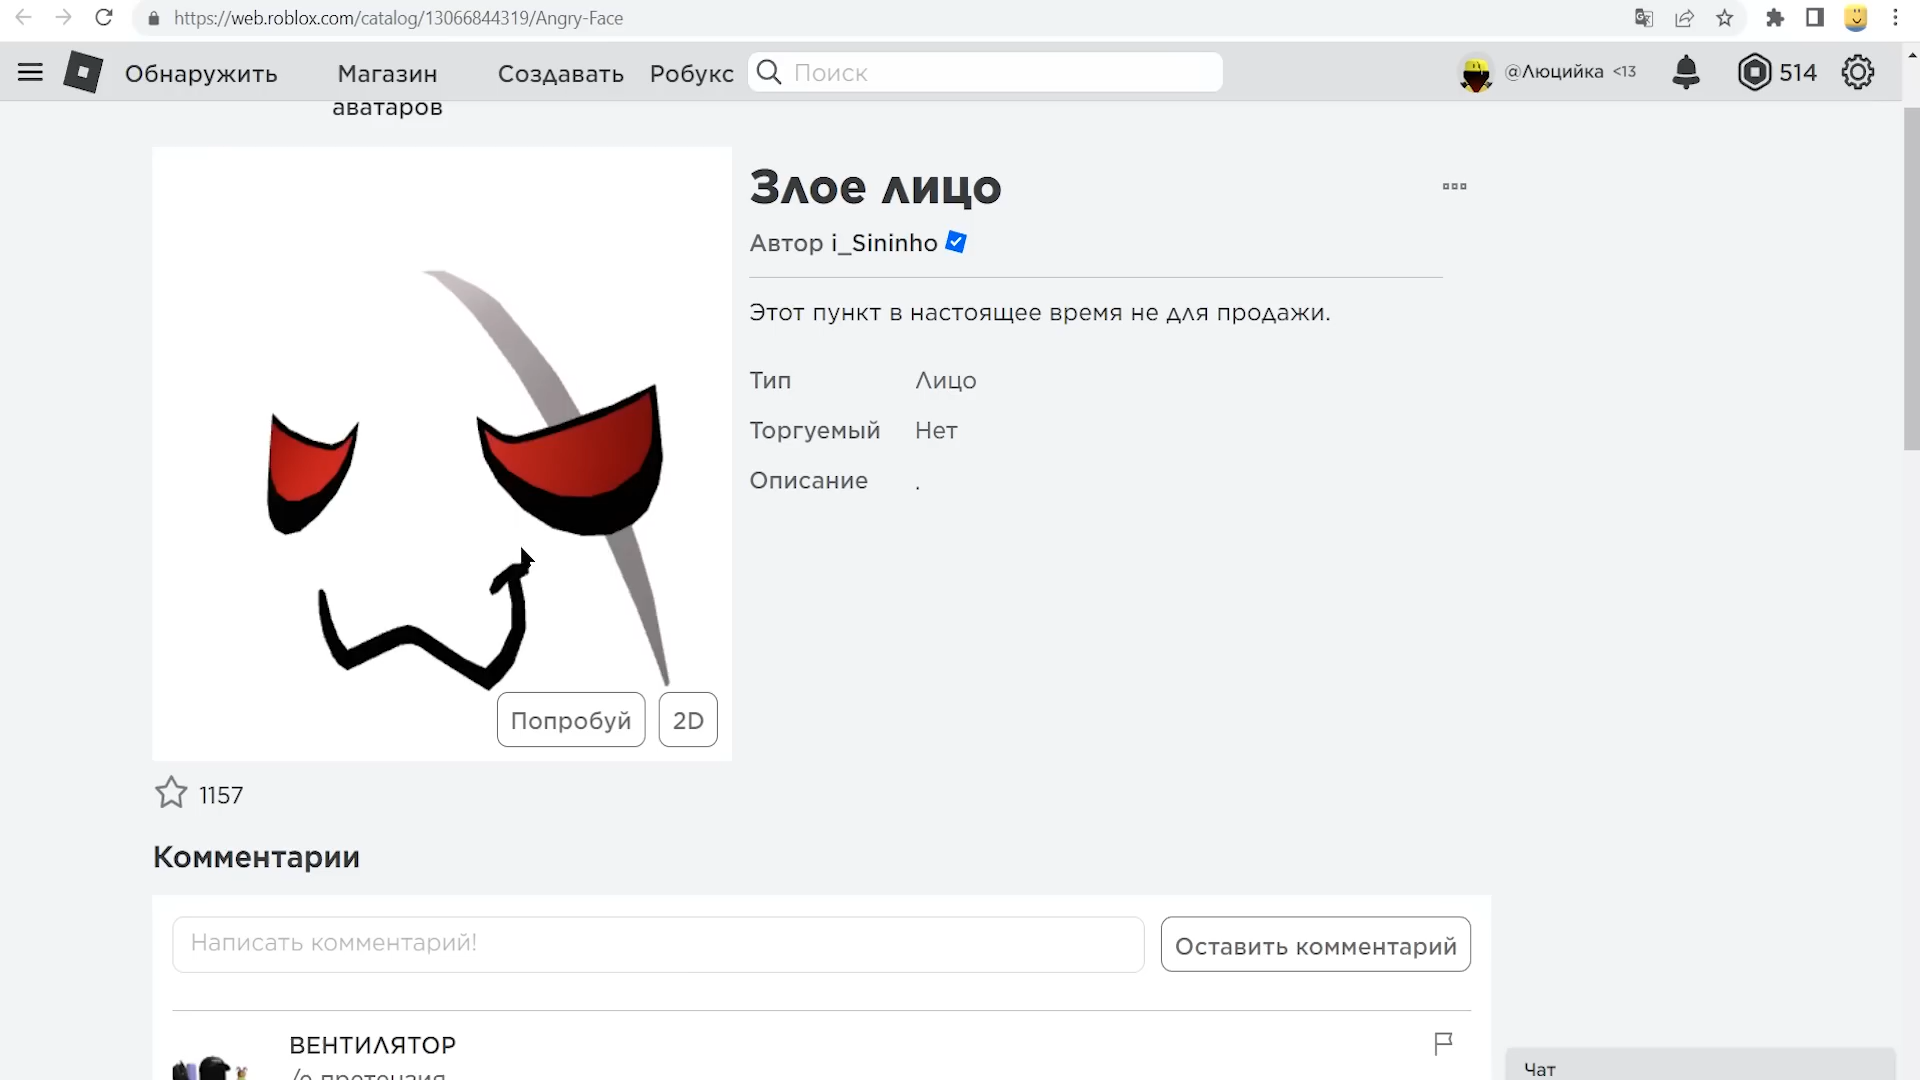 https://web.roblox.com/catalog/13066844319/Angry-Face
Обнаружить
Магазин
аватаров
Создавать
Робукс
Поиск
@Люцийка <13
514
Злое лицо
Автор i_Sininho
Этот пункт в настоящее время не для продажи.
Тип Лицо
Торгуемый Нет
Описание .
Попробуй
2D
1157
Комментарии
Написать комментарий!
Оставить комментарий
ВЕНТИЛЯТОР
/е претензия
Чат